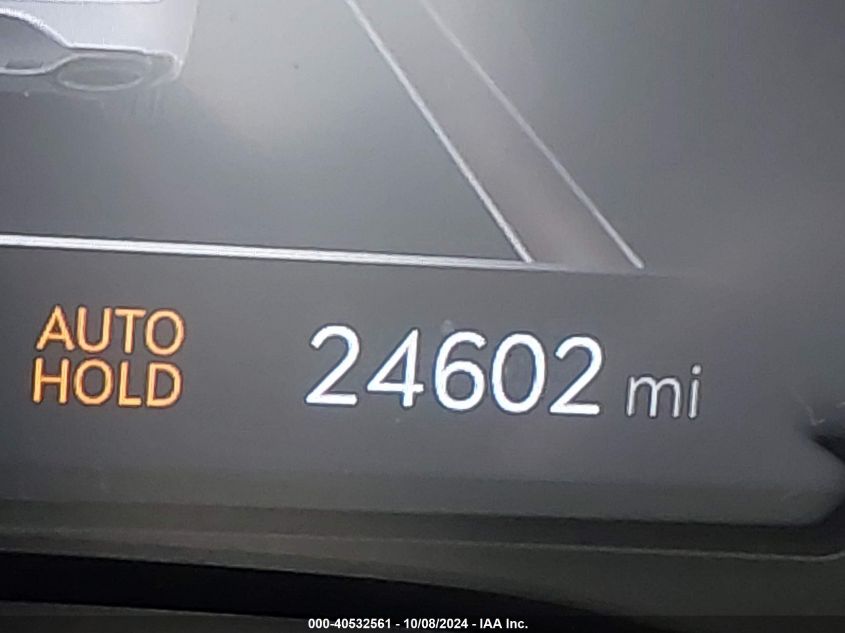 AUTO
HOLD
24602 mi
000-40532561 - 10/08/2024 - IAA Inc.